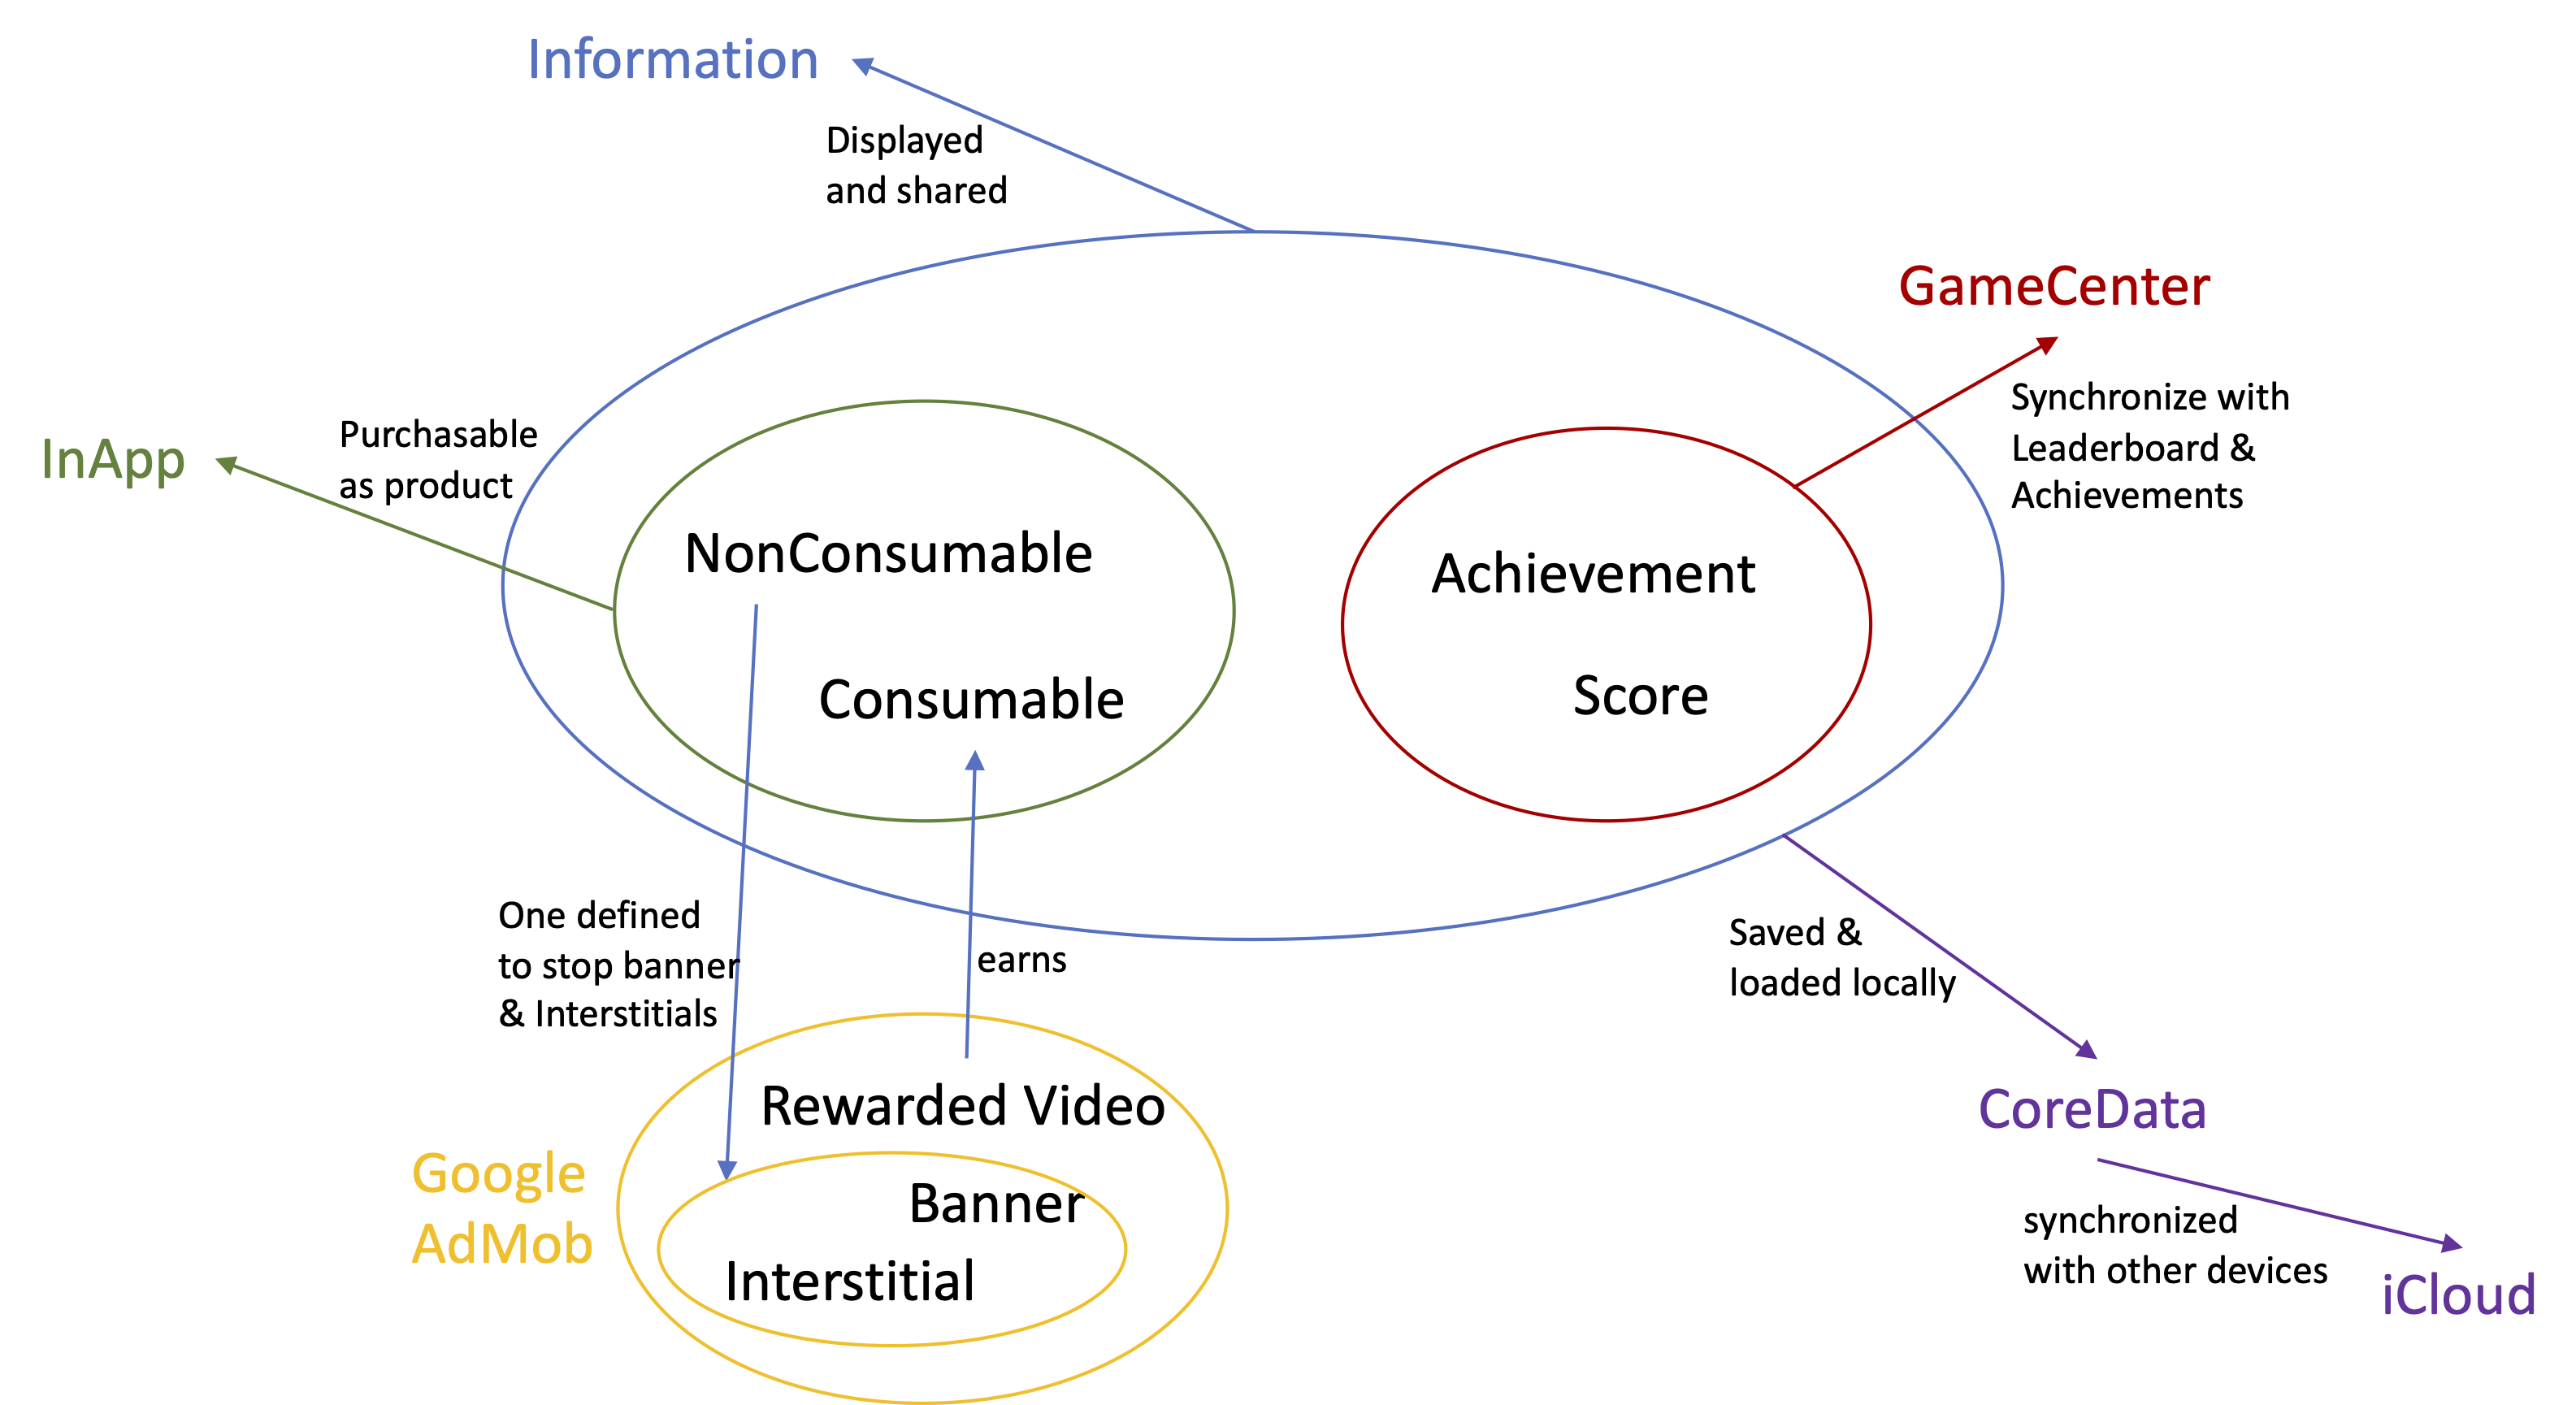 Information
Displayed
and shared
GameCenter
Synchronize with
Leaderboard &
Achievements
InApp
Purchasable
as product
NonConsumable
Consumable
Achievement
Score
One defined
to stop banner
& Interstitials
earns
Saved &
loaded locally
Rewarded Video
Banner
Interstitial
Google
AdMob
CoreData
synchronized
with other devices
iCloud